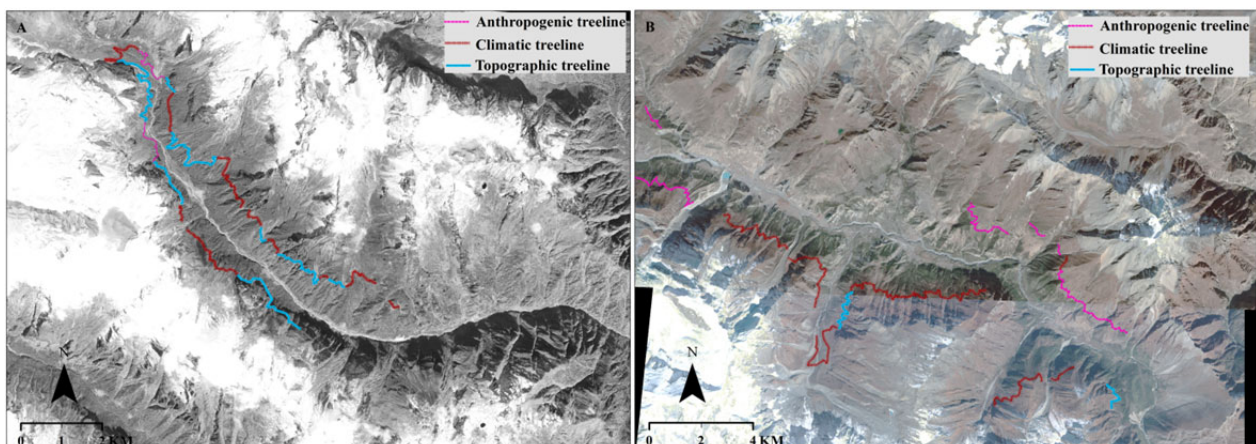 A
Anthropogenic treeline
Climatic treeline
Topographic treeline
N
0 1 2 KM
B
Anthropogenic treeline
Climatic treeline
Topographic treeline
N
0 2 4 KM